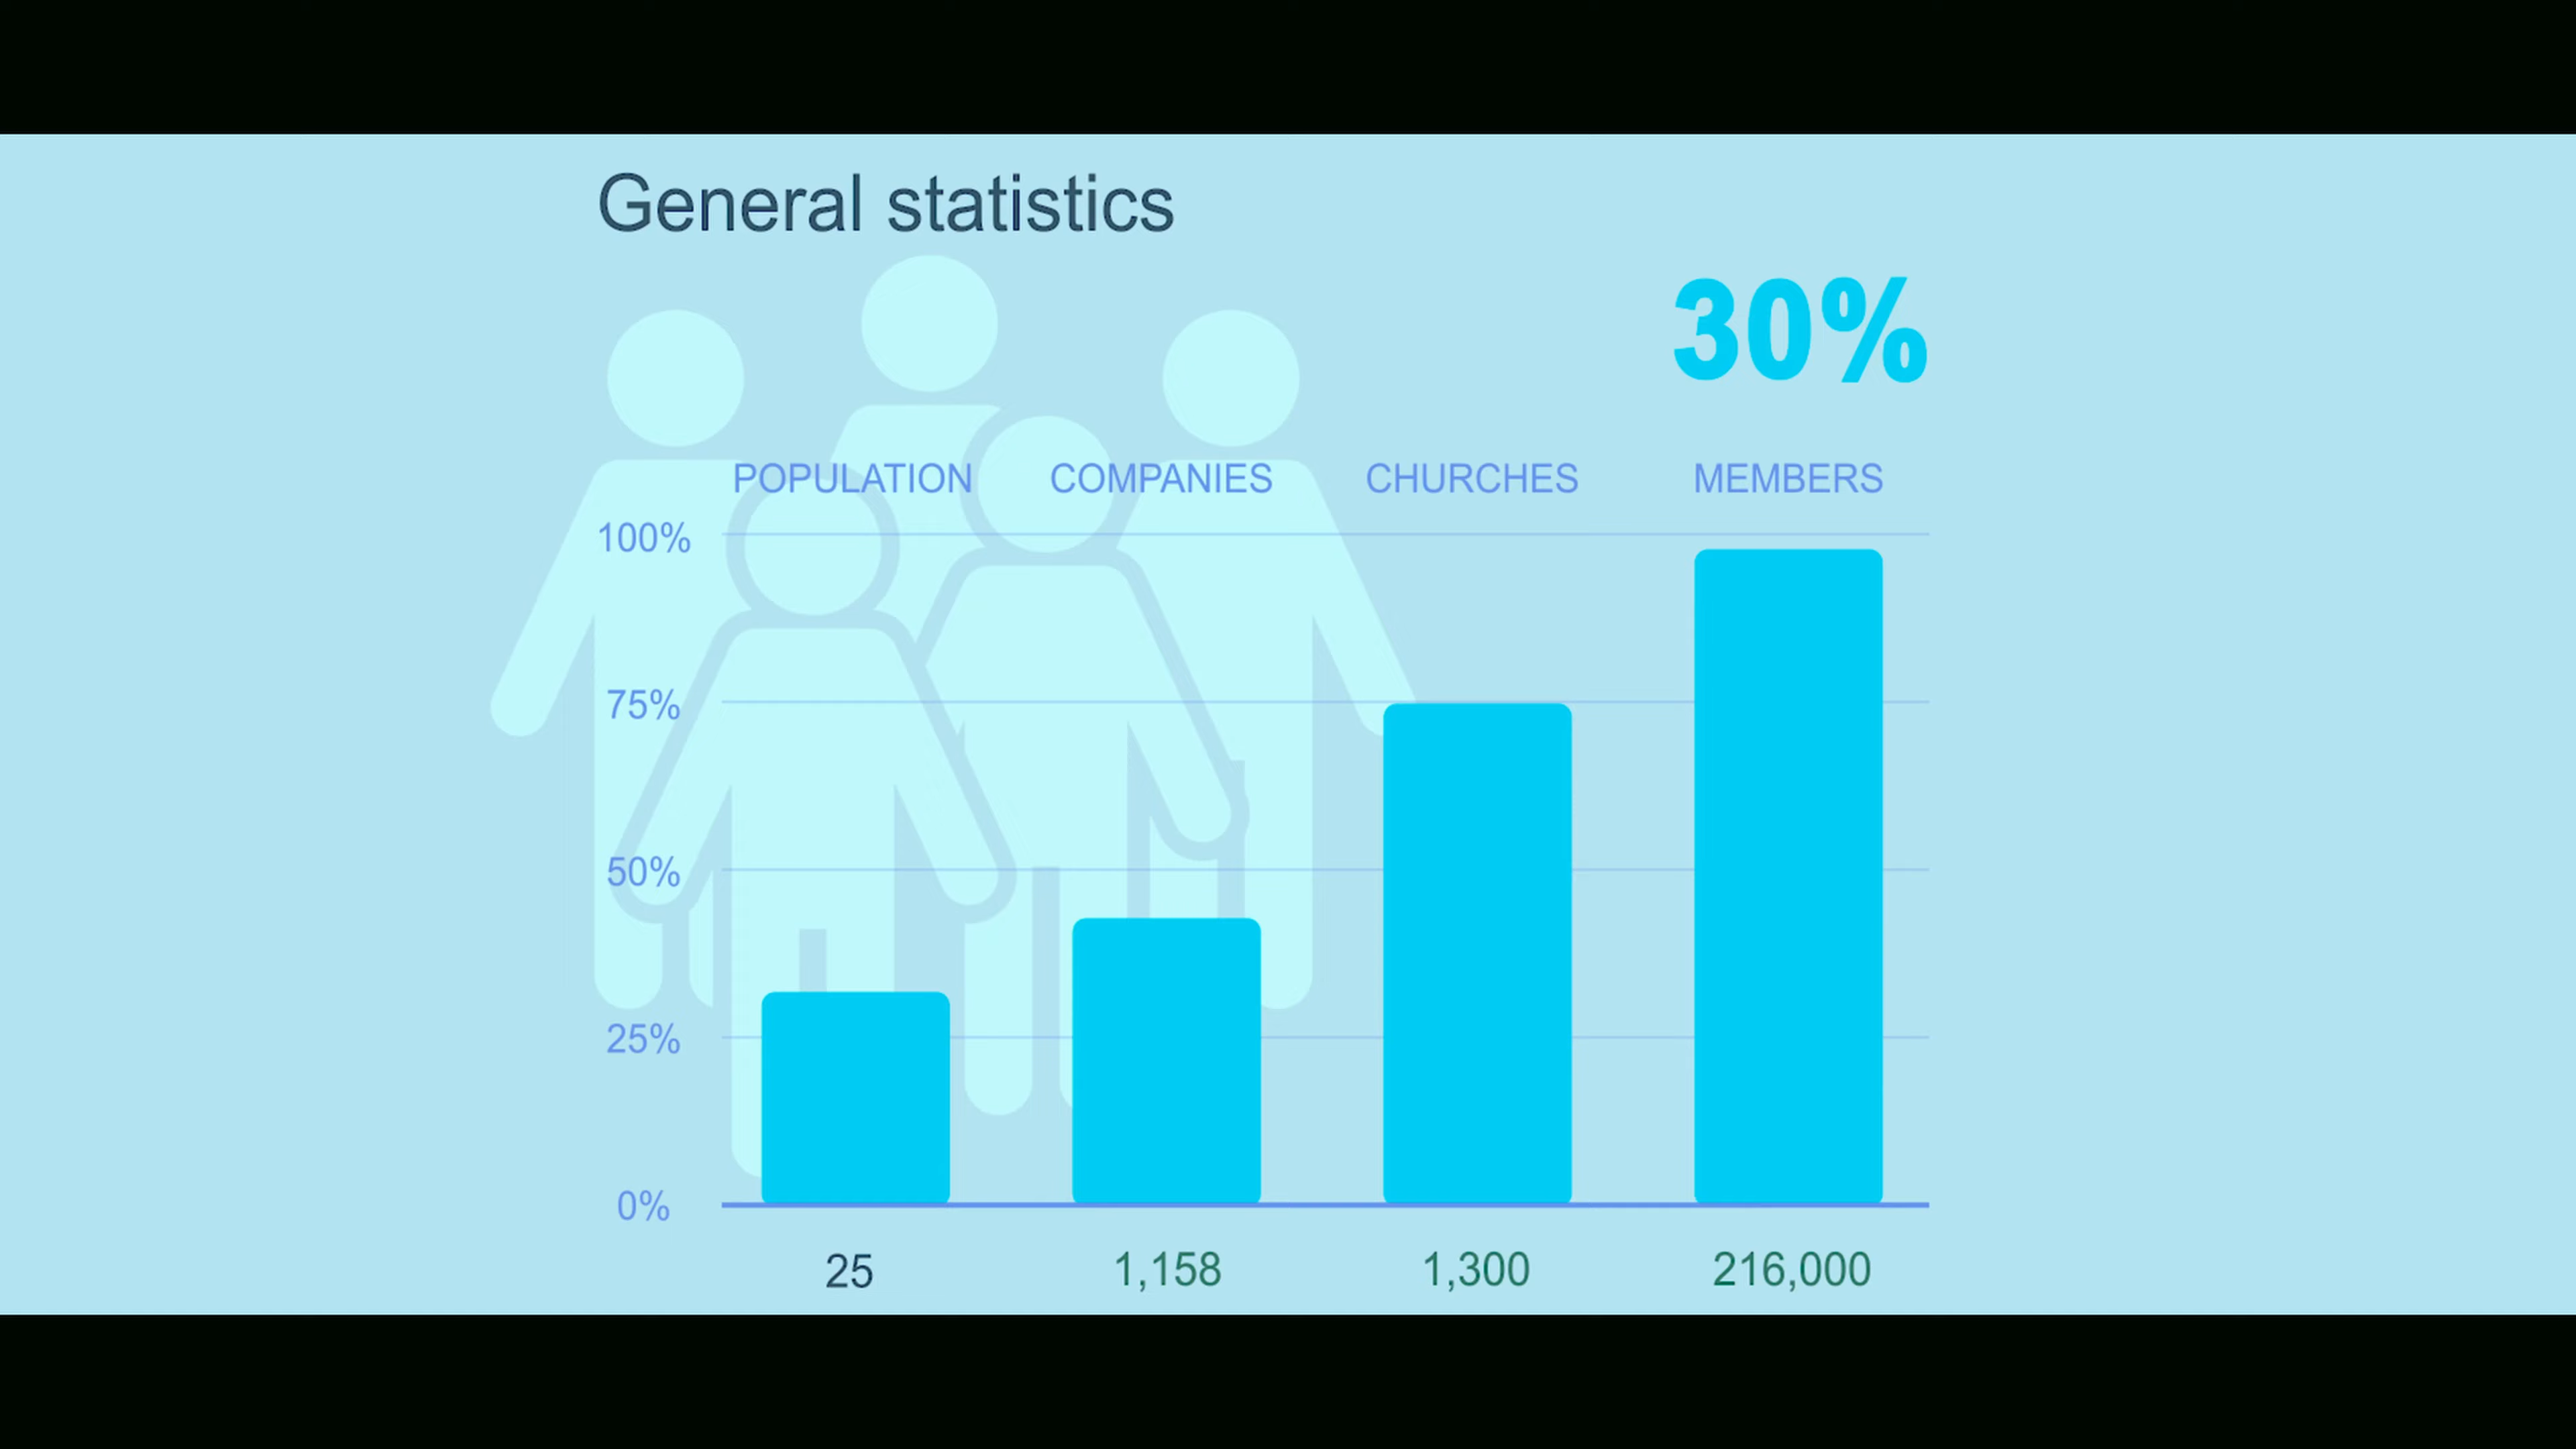 General statistics
30%
POPULATION COMPANIES CHURCHES MEMBERS
100%
75%
50%
25%
0%
25 1,158 1,300 216,000